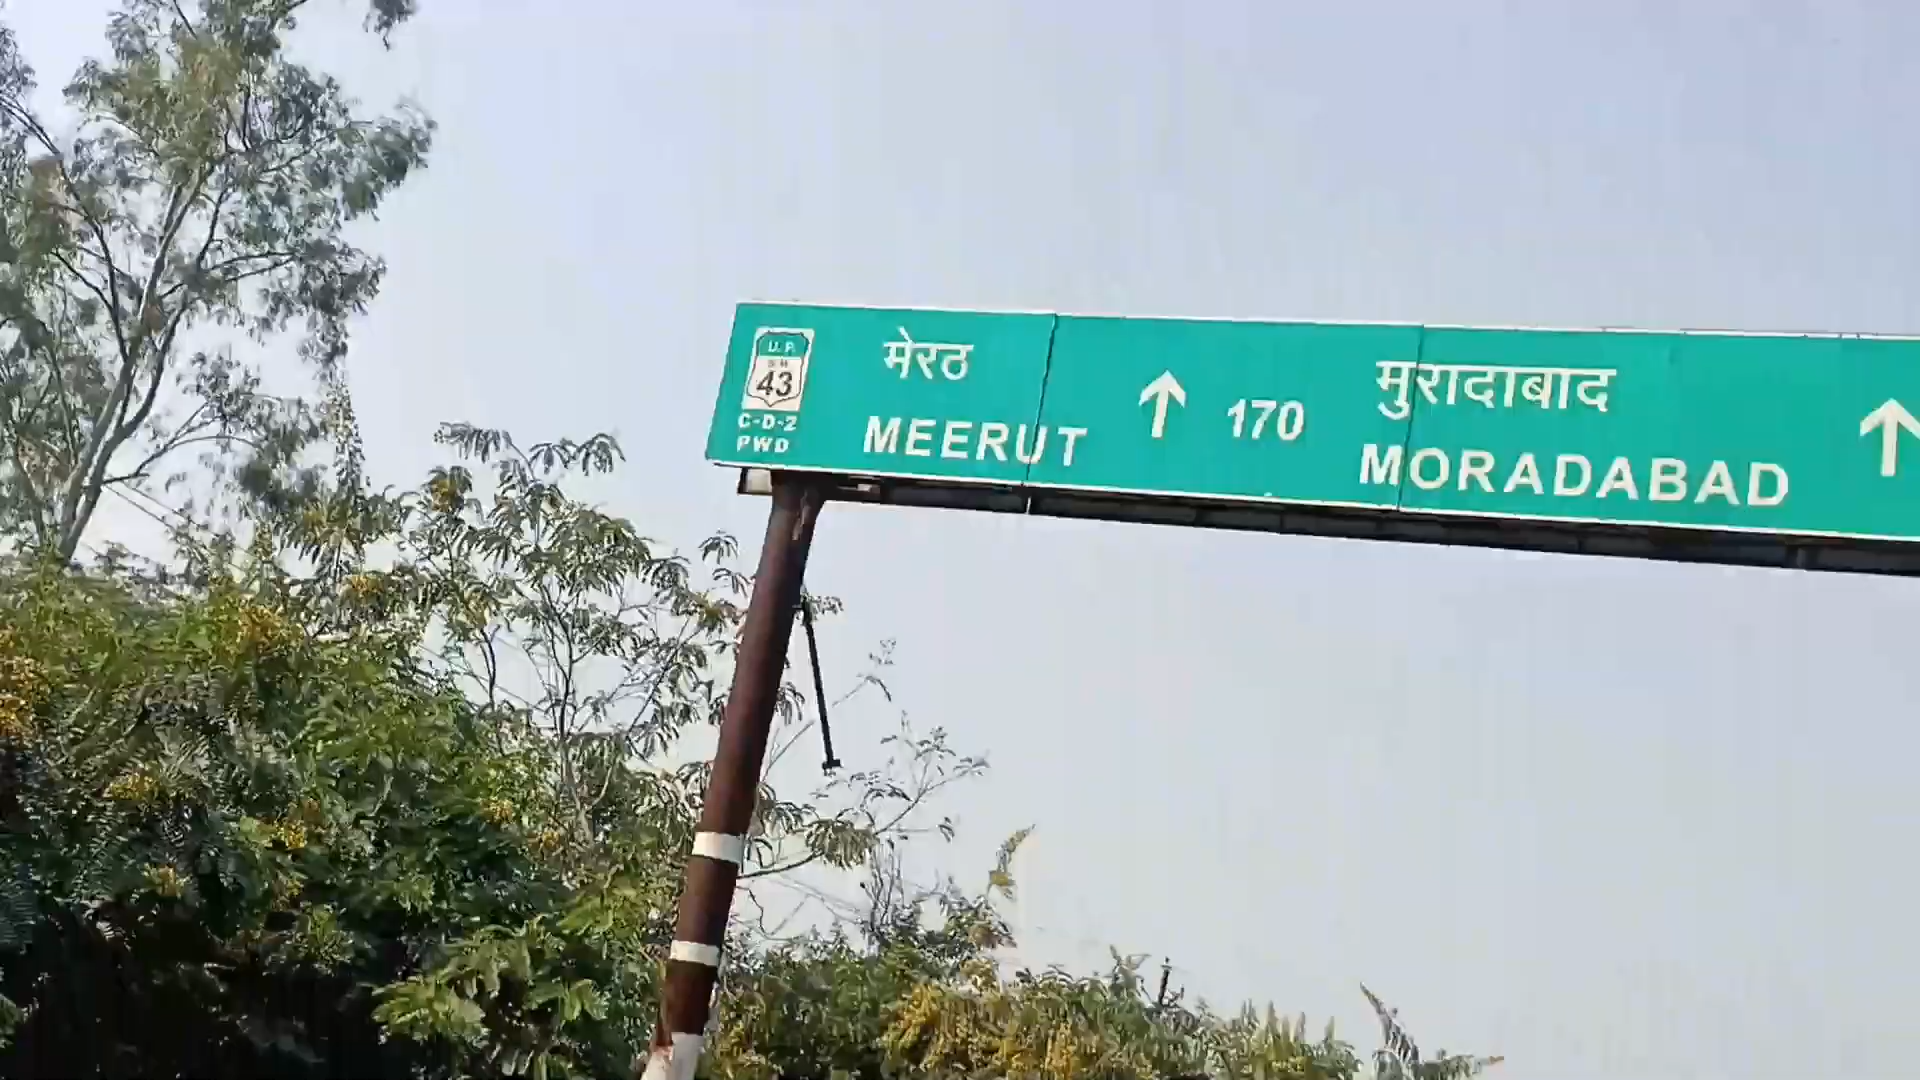 U.P.
S H
43
C-D-2
PWD
मेरठ
MEERUT
↑ 170
मुरादाबाद
MORADABAD
↑